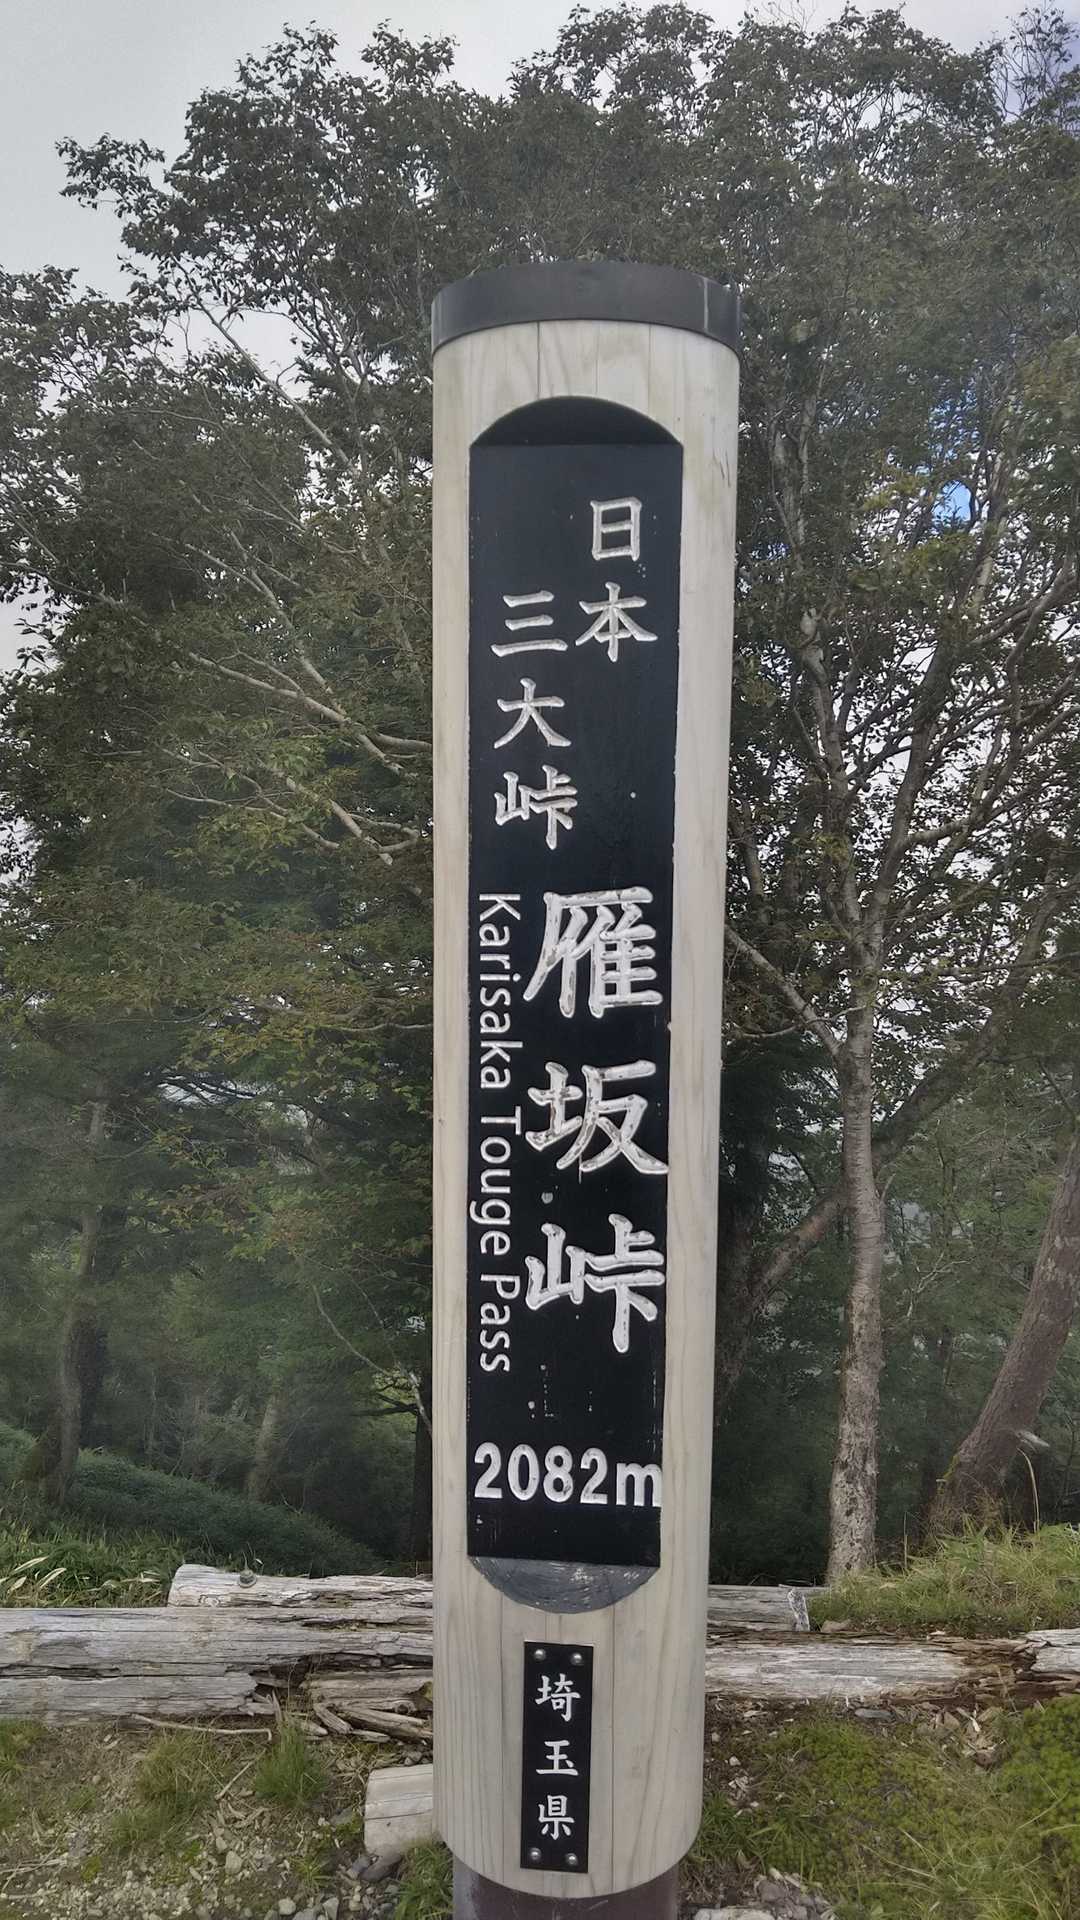 日本
三大峠
雁坂峠
Karisaka Touge Pass
2082m
埼玉県